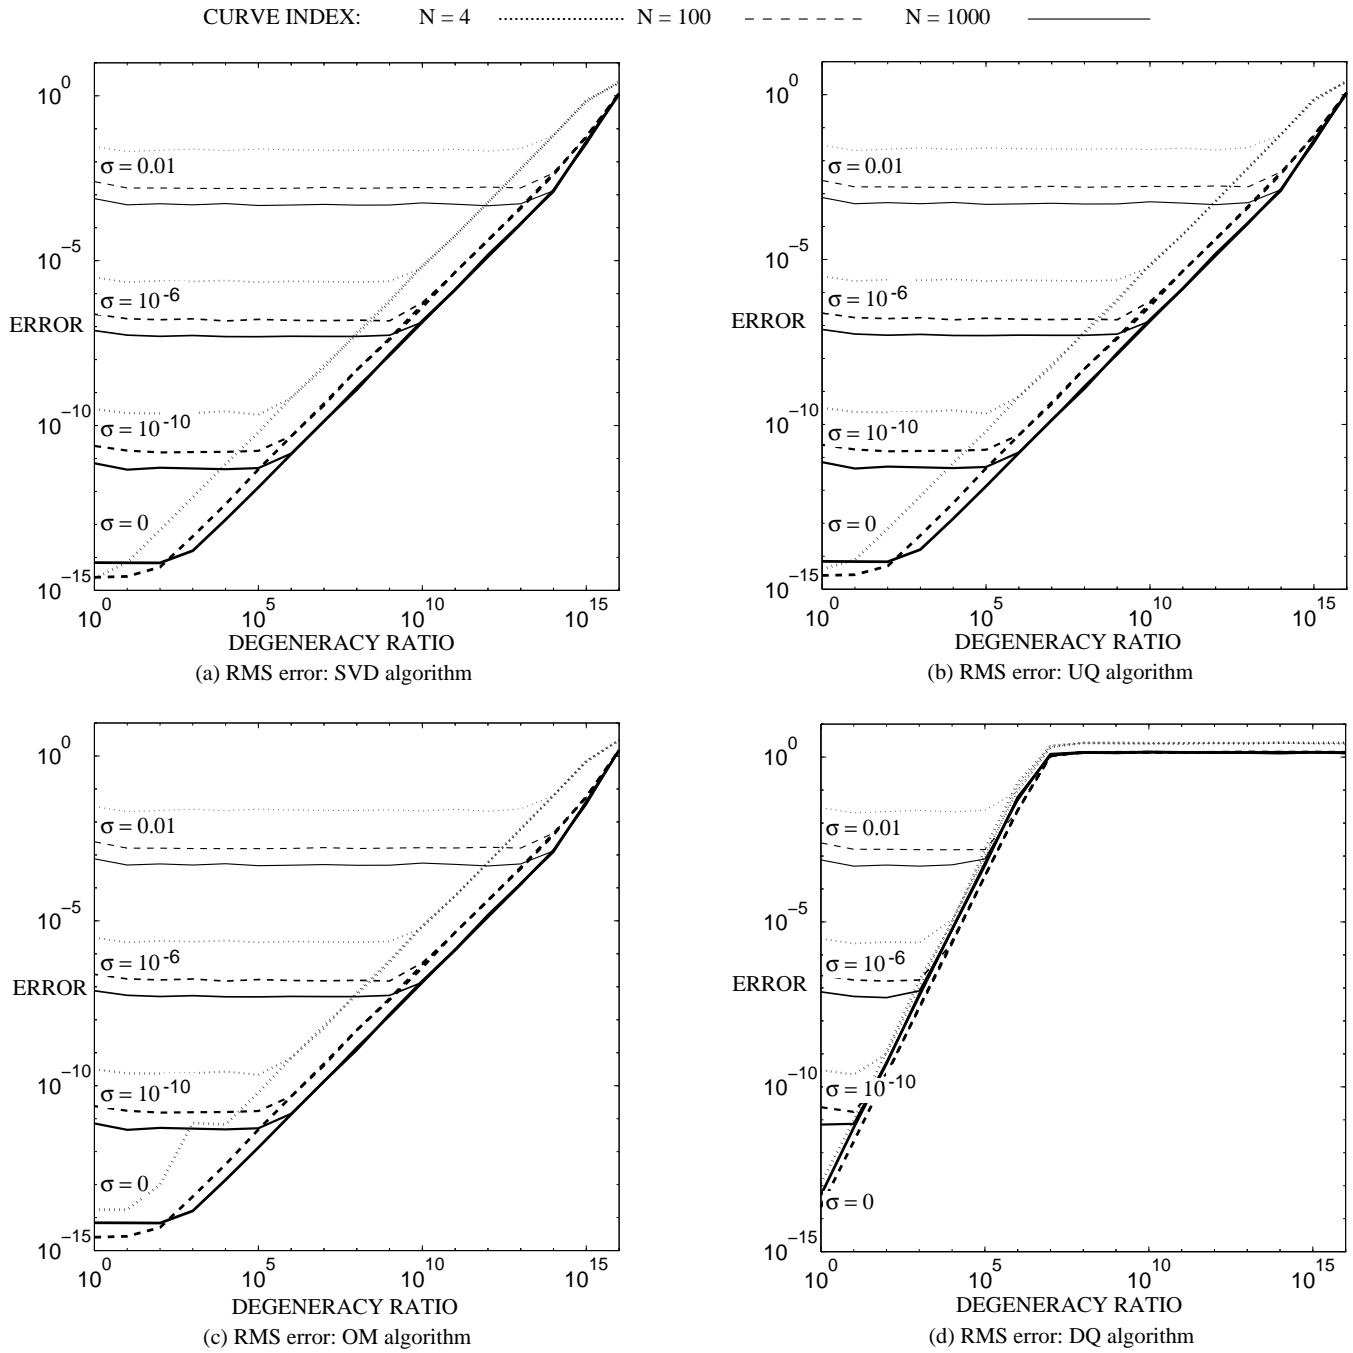 CURVE INDEX: N = 4 N = 100 N = 1000
10^0
σ = 0.01
10^-5
σ = 10^-6
ERROR
10^-10
σ = 10^-10
σ = 0
10^-15
10^0 10^5 10^10 10^15
DEGENERACY RATIO
(a) RMS error: SVD algorithm
10^0
σ = 0.01
10^-5
σ = 10^-6
ERROR
10^-10
σ = 10^-10
σ = 0
10^-15
10^0 10^5 10^10 10^15
DEGENERACY RATIO
(b) RMS error: UQ algorithm
10^0
σ = 0.01
10^-5
σ = 10^-6
ERROR
10^-10
σ = 10^-10
σ = 0
10^-15
10^0 10^5 10^10 10^15
DEGENERACY RATIO
(c) RMS error: OM algorithm
10^0
σ = 0.01
10^-5
σ = 10^-6
ERROR
10^-10
σ = 10^-10
σ = 0
10^-15
10^0 10^5 10^10 10^15
DEGENERACY RATIO
(d) RMS error: DQ algorithm